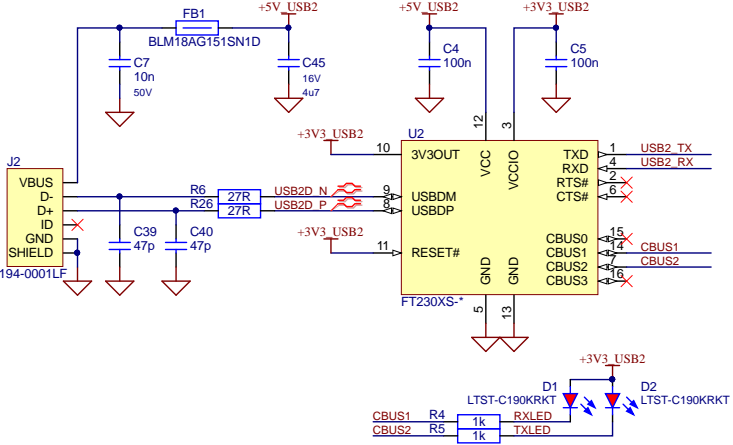 +5V_USB2
+5V_USB2
+3V3_USB2
FB1
BLM18AG151SN1D
C7
10n
50V
C45
16V
4u7
C4
100n
C5
100n
+3V3_USB2
U2
12
3
10
3V3OUT
VCC
VCCIO
TXD
1
USB2_TX
RXD
4
USB2_RX
RTS#
2
CTS#
6
J2
VBUS
D-
D+
ID
GND
SHIELD
194-0001LF
R6
27R
USB2D_N
9
USBDM
R26
27R
USB2D_P
8
USBDP
C39
47p
C40
47p
+3V3_USB2
11
RESET#
CBUS0
15
CBUS1
14
CBUS1
CBUS2
7
CBUS2
CBUS3
16
GND
GND
FT230XS-*
5
13
+3V3_USB2
D1
LTST-C190KRKT
D2
LTST-C190KRKT
CBUS1
R4
1k
RXLED
CBUS2
R5
1k
TXLED